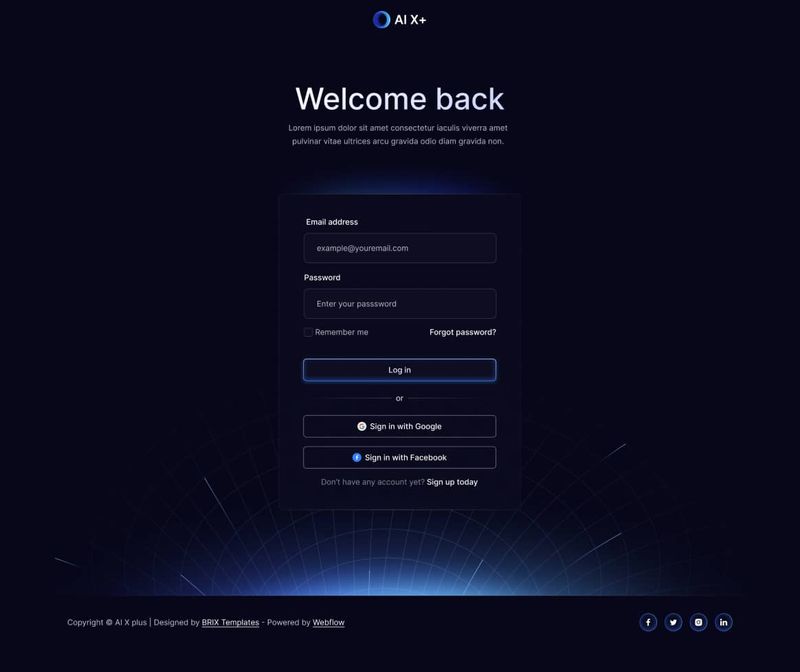 AI X+
Welcome back
Lorem ipsum dolor sit amet consectetur iaculis viverra amet
pulvinar vitae ultrices arcu gravida odio diam gravida non.
Email address
example@youremail.com
Password
Enter your passsword
Remember me
Forgot password?
Log in
or
Sign in with Google
Sign in with Facebook
Don't have any account yet? Sign up today
Copyright © AI X plus | Designed by BRIX Templates - Powered by Webflow